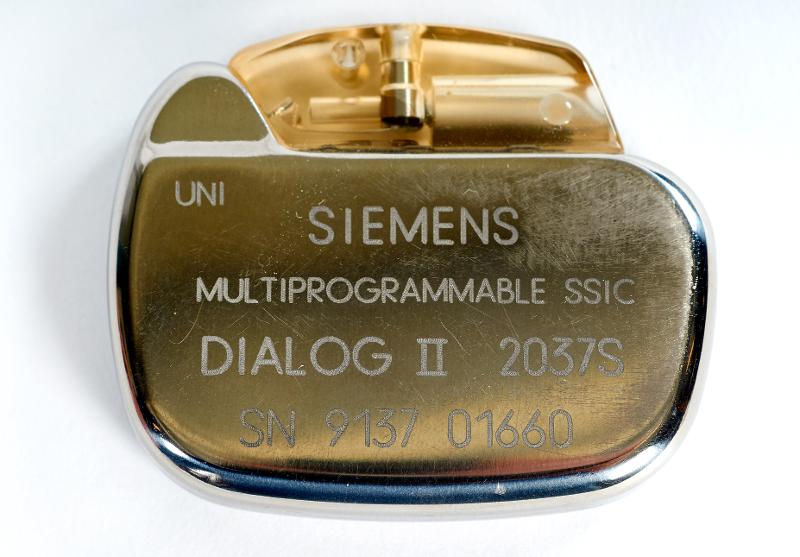 UNI
SIEMENS
MULTIPROGRAMMABLE SSIC
DIALOG II 2037S
SN 9137 01660